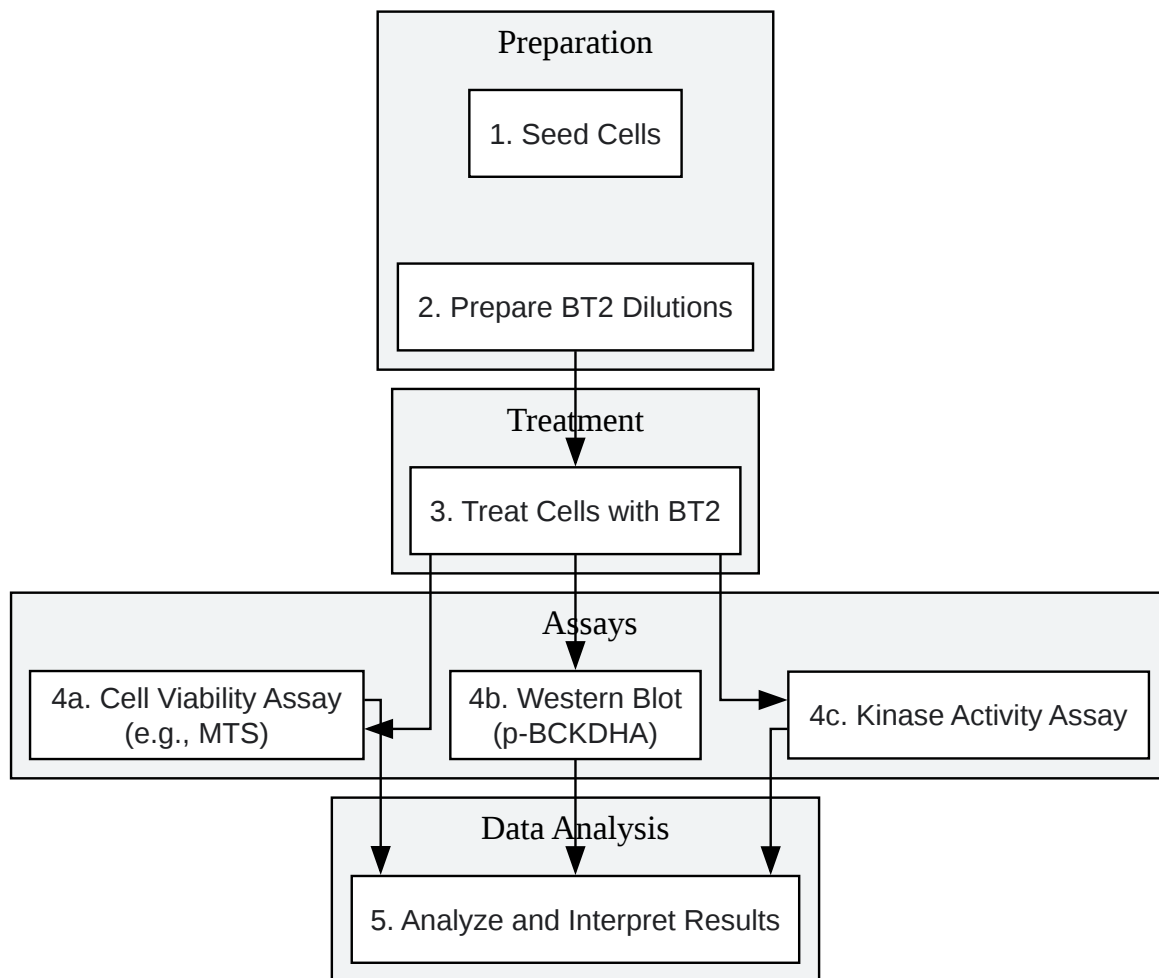 Preparation
1. Seed Cells
2. Prepare BT2 Dilutions
Treatment
3. Treat Cells with BT2
Assays
4a. Cell Viability Assay
(e.g., MTS)
4b. Western Blot
(p-BCKDHA)
4c. Kinase Activity Assay
Data Analysis
5. Analyze and Interpret Results